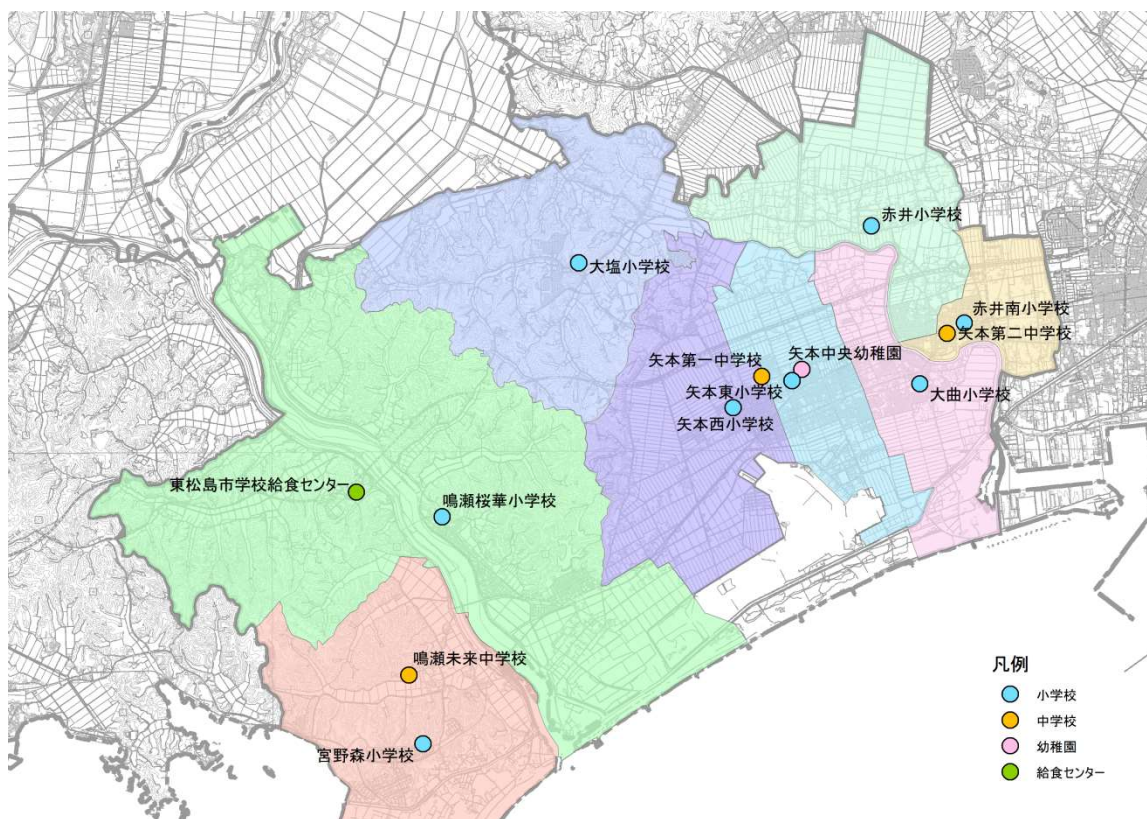 赤井小学校
大塩小学校
赤井南小学校
矢本第二中学校
矢本中央幼稚園
矢本第一中学校
大曲小学校
矢本東小学校
矢本西小学校
東松島市学校給食センター
鳴瀬桜華小学校
鳴瀬未来中学校
宮野森小学校
凡例
小学校
中学校
幼稚園
給食センター